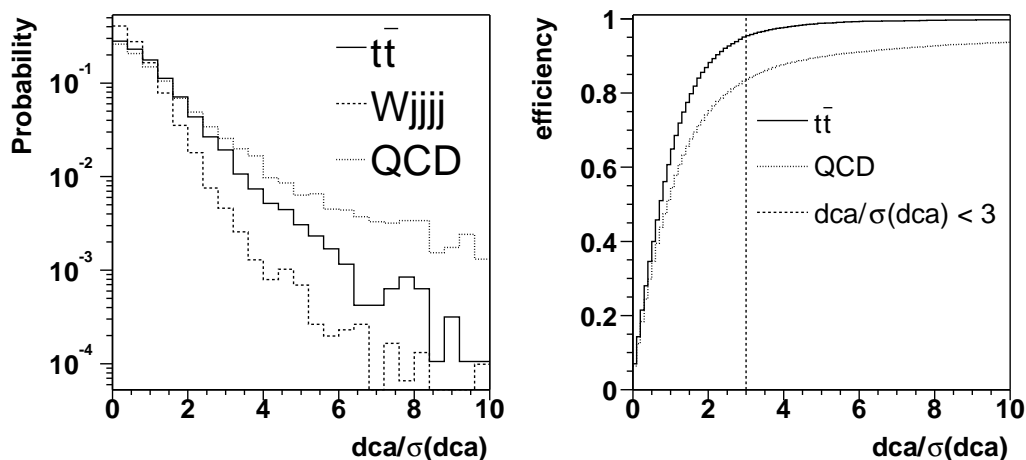 Probability
10⁻¹
10⁻²
10⁻³
10⁻⁴
tt̄
Wjjjj
QCD
0 2 4 6 8 10
dca/σ(dca)
efficiency
1
0.8
0.6
0.4
0.2
0
tt̄
QCD
dca/σ(dca) < 3
0 2 4 6 8 10
dca/σ(dca)